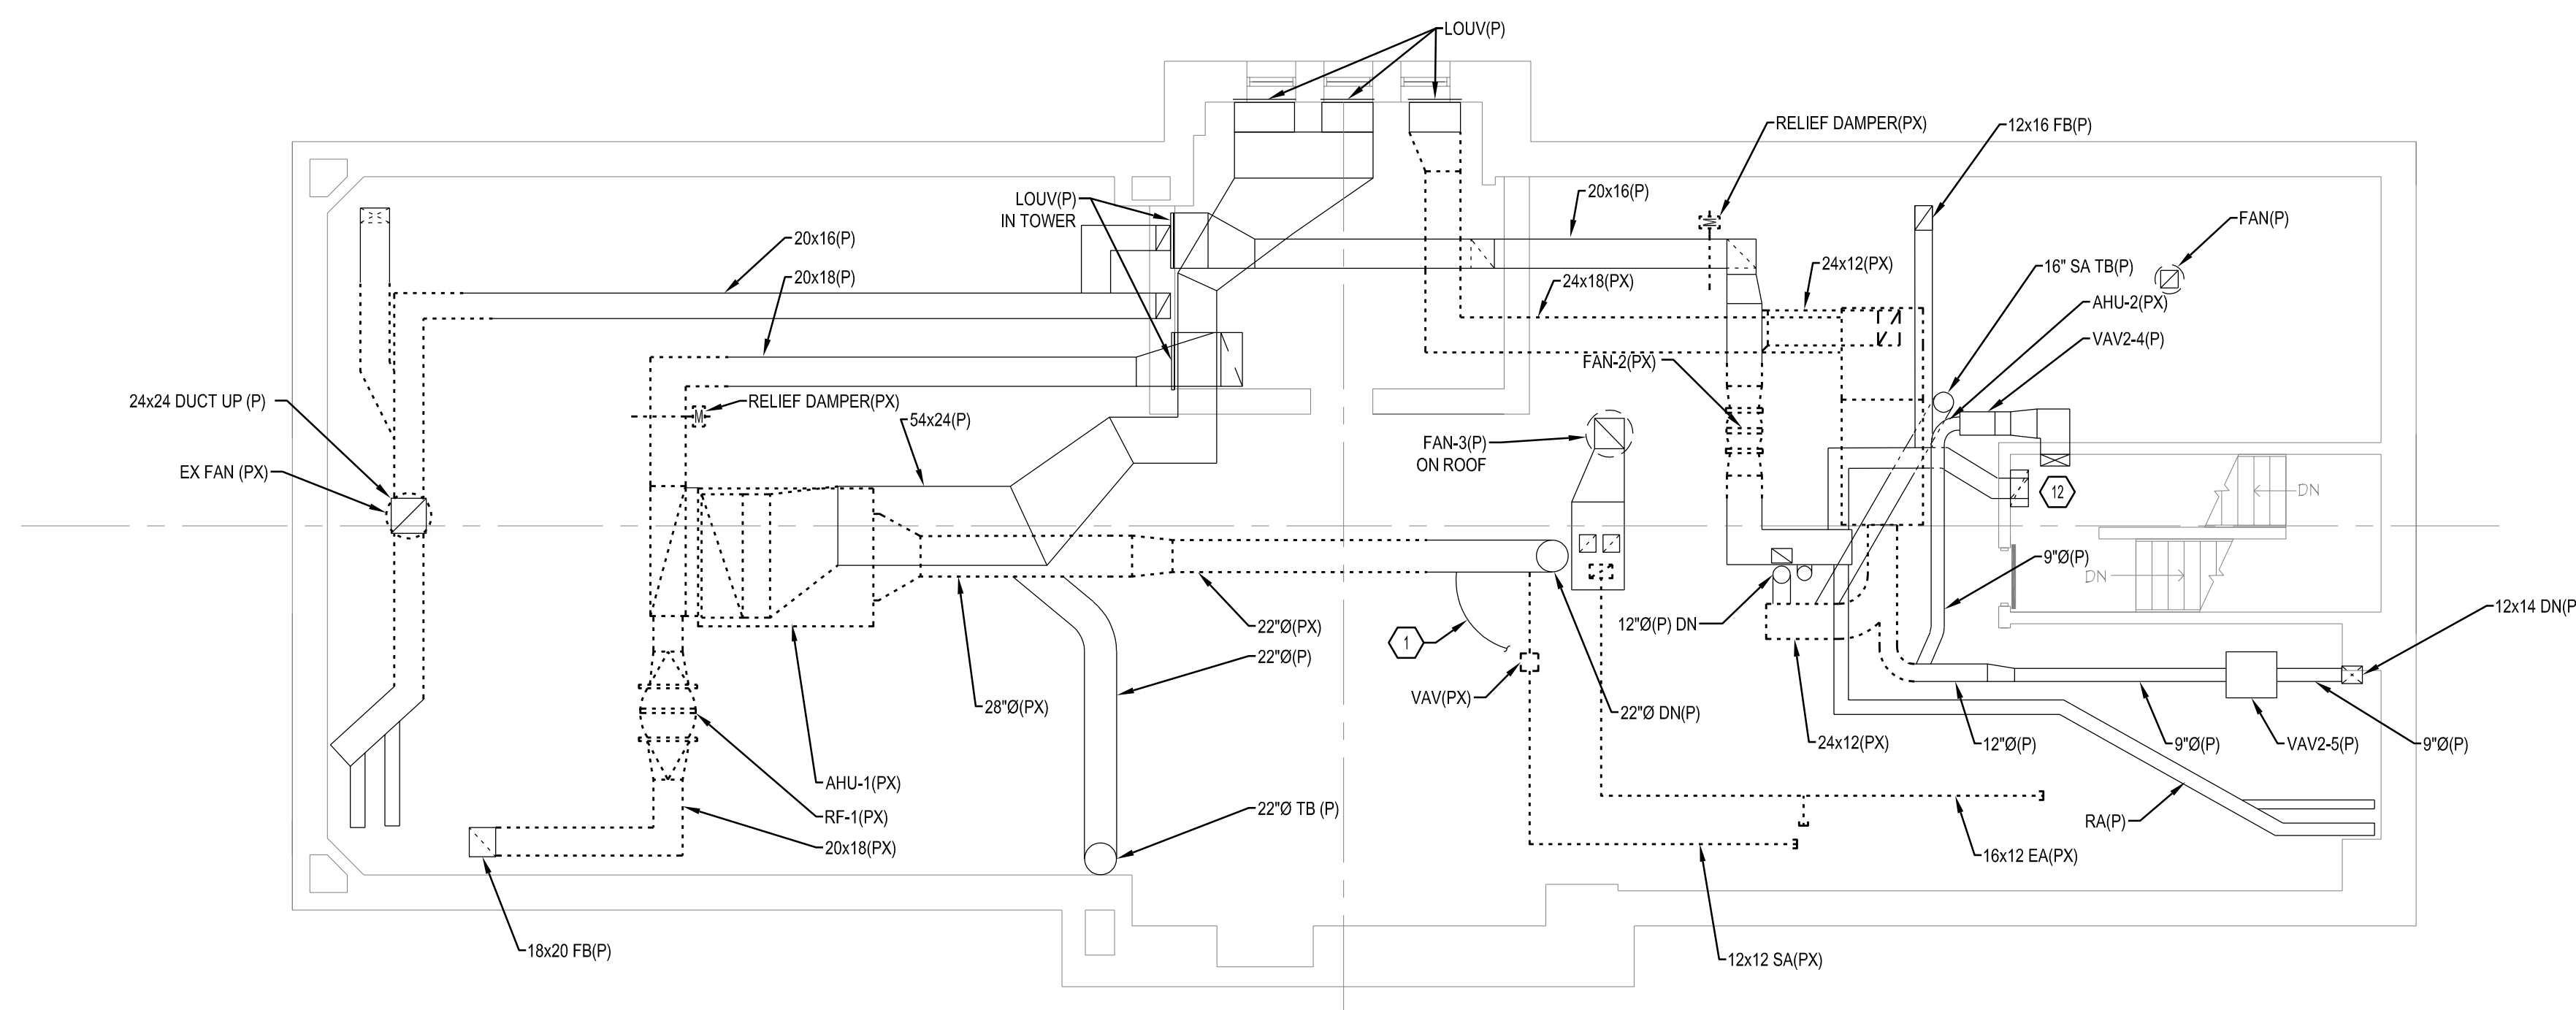 LOUV(P)
RELIEF DAMPER(PX)
12x16 FB(P)
LOUV(P)
IN TOWER
20x16(P)
FAN(P)
20x16(P)
20x18(P)
24x18(PX)
24x12(PX)
16" SA TB(P)
AHU-2(PX)
VAV2-4(P)
FAN-2(PX)
24x24 DUCT UP (P)
RELIEF DAMPER(PX)
M
54x24(P)
FAN-3(P)
ON ROOF
EX FAN (PX)
12
DN
9"Ø(P)
DN
12x14 DN(P
22"Ø(PX)
1
12"Ø(P) DN
22"Ø(P)
VAV(PX)
28"Ø(PX)
22"Ø DN(P)
24x12(PX)
12"Ø(P)
9"Ø(P)
VAV2-5(P)
9"Ø(P)
AHU-1(PX)
RF-1(PX)
22"Ø TB (P)
RA(P)
20x18(PX)
16x12 EA(PX)
18x20 FB(P)
12x12 SA(PX)